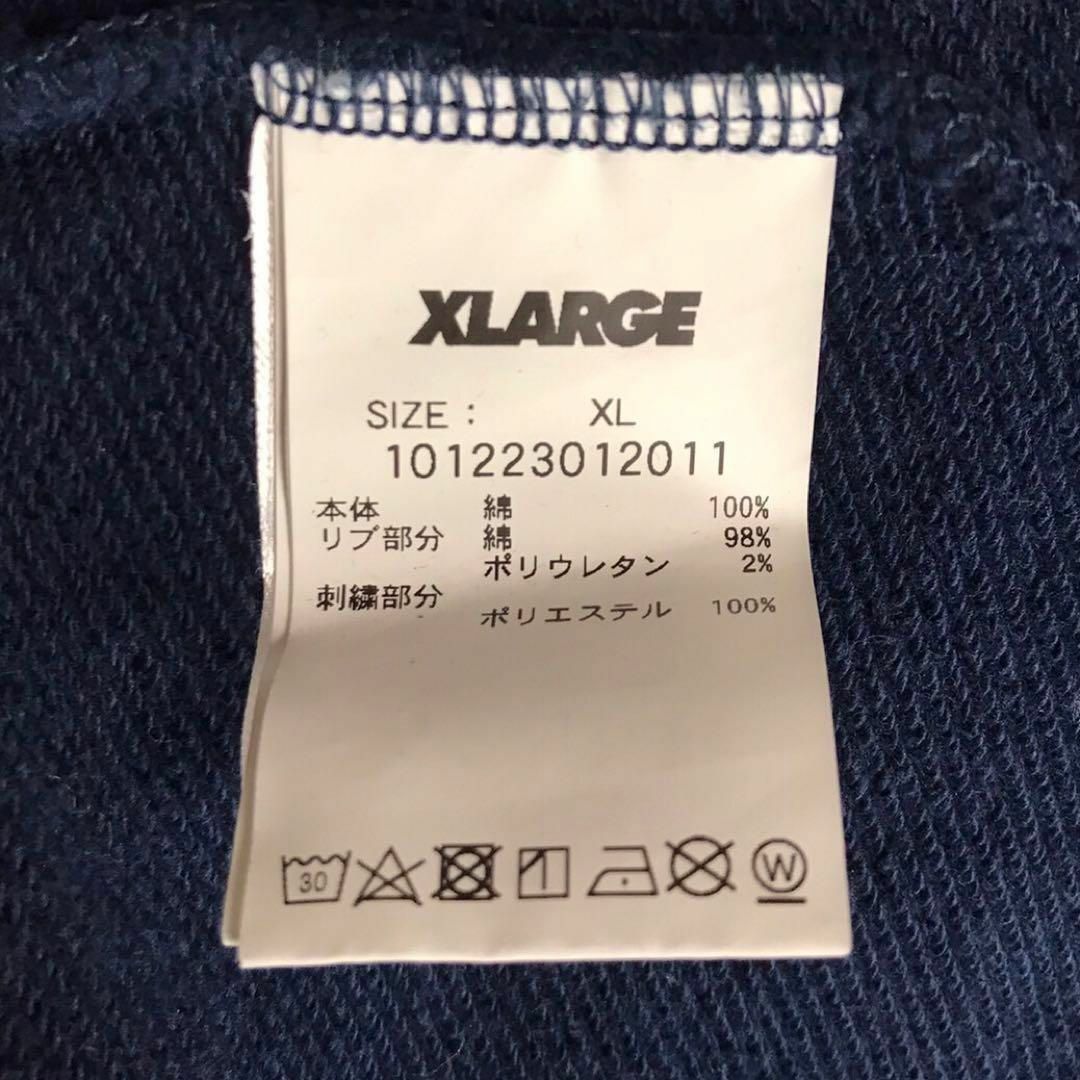 XLARGE
SIZE : XL
101223012011
本体 綿 100%
リブ部分 綿 98%
ポリウレタン 2%
刺繍部分
ポリエステル 100%
30 W